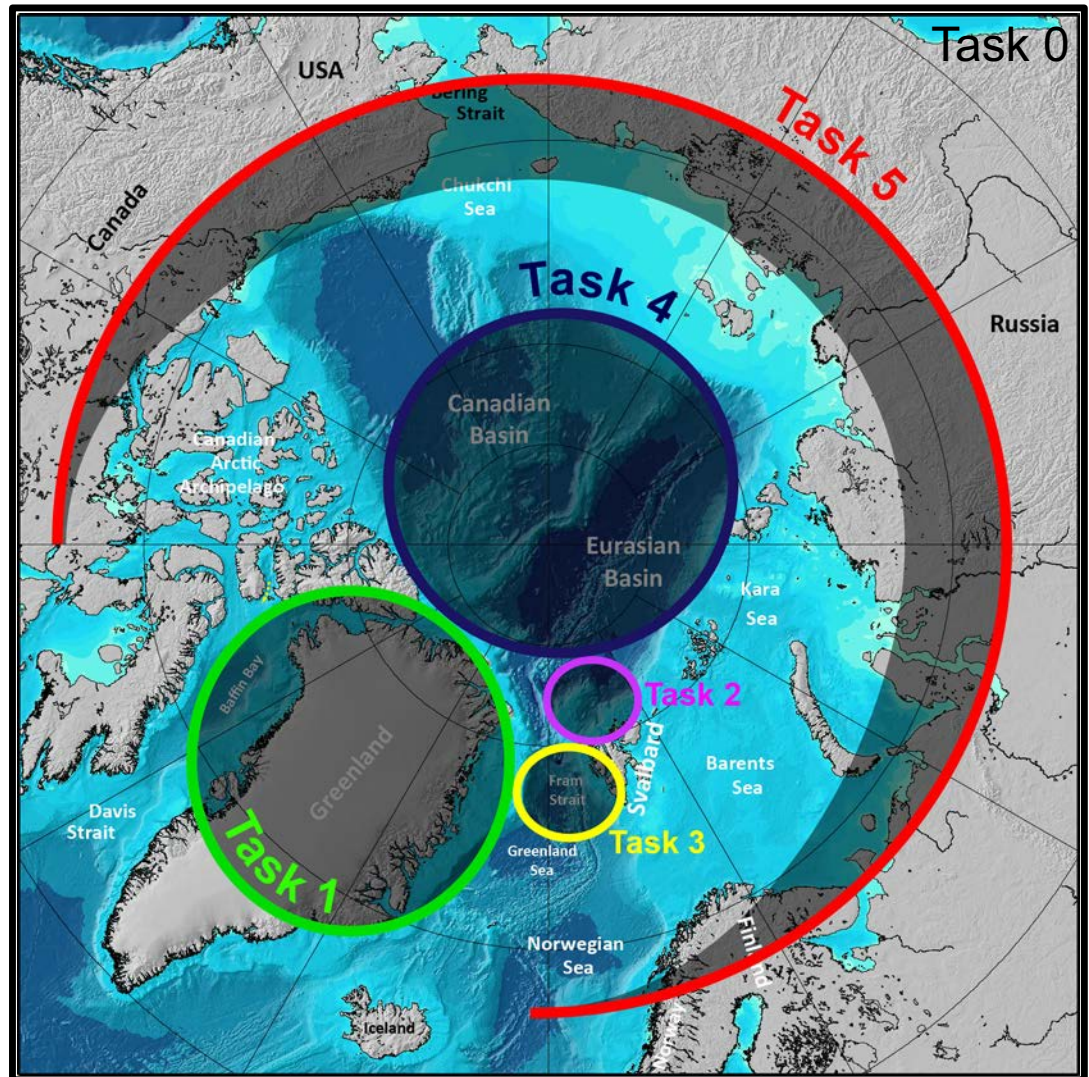 Task 0
USA
Bering
Strait
Task 5
Chukchi
Sea
Canada
Task 4
Russia
Canadian
Basin
Canadian
Arctic
Archipelago
Eurasian
Basin
Kara
Sea
Baffin Bay
Task 2
Greenland
Svalbard
Barents
Sea
Fram
Strait
Davis
Strait
Task 3
Task 1
Greenland
Sea
Norwegian
Sea
Finland
Iceland
Norway